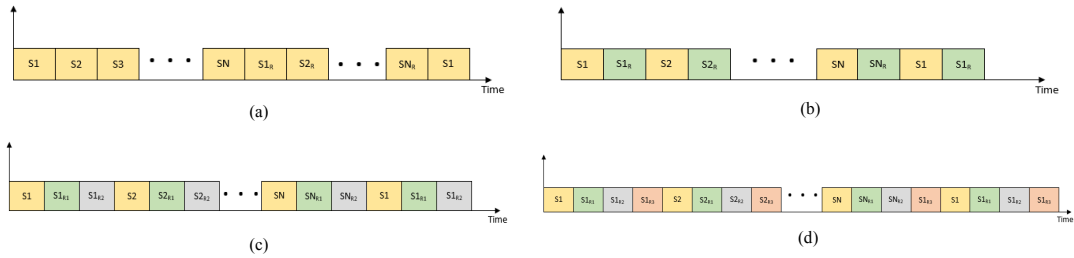 S1 S2 S3 • • • SN S1R S2R • • • SNR S1
Time
(a)
S1 S1R S2 S2R • • • SN SNR S1 S1R
Time
(b)
S1 S1R1 S1R2 S2 S2R1 S2R2 • • • SN SNR1 SNR2 S1 S1R1 S1R2
Time
(c)
S1 S1R1 S1R2 S1R3 S2 S2R1 S2R2 S2R3 • • • SN SNR1 SNR2 S1R3 S1 S1R1 S1R2 S1R3
Time
(d)